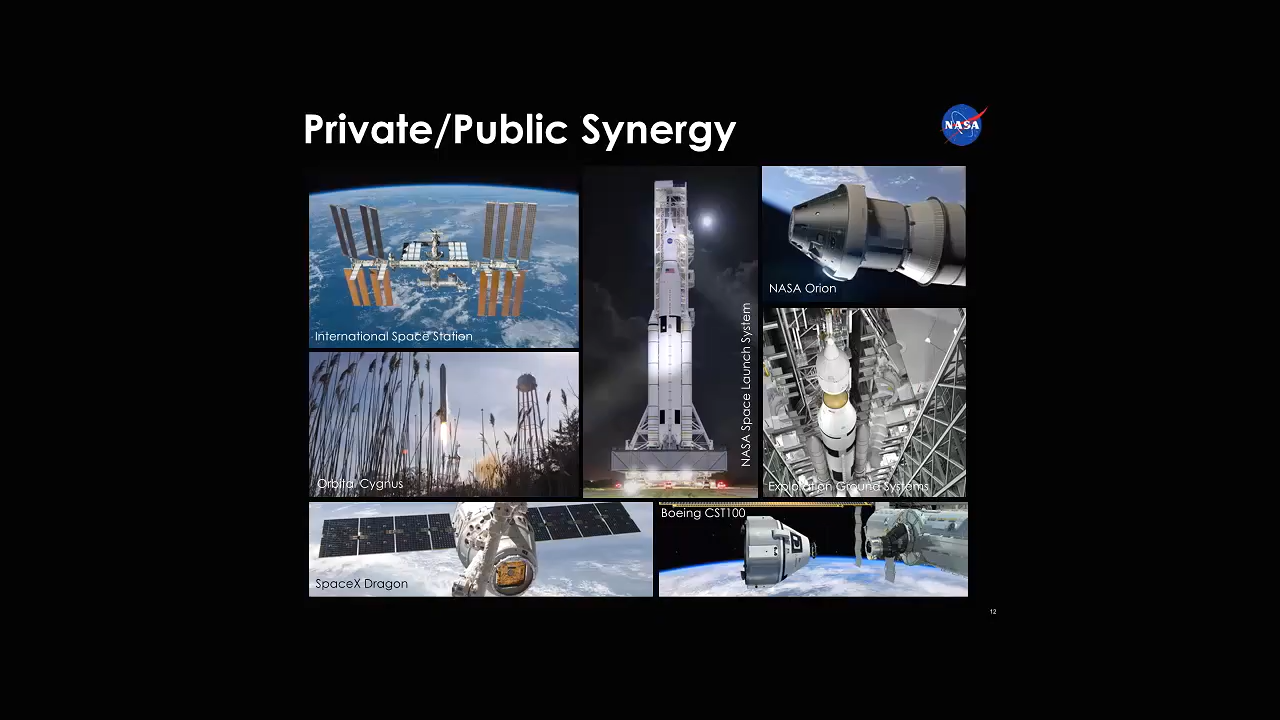 Private/Public Synergy
NASA
International Space Station
NASA Space Launch System
NASA Orion
Orbital Cygnus
Exploration Ground Systems
SpaceX Dragon
Boeing CST100
12